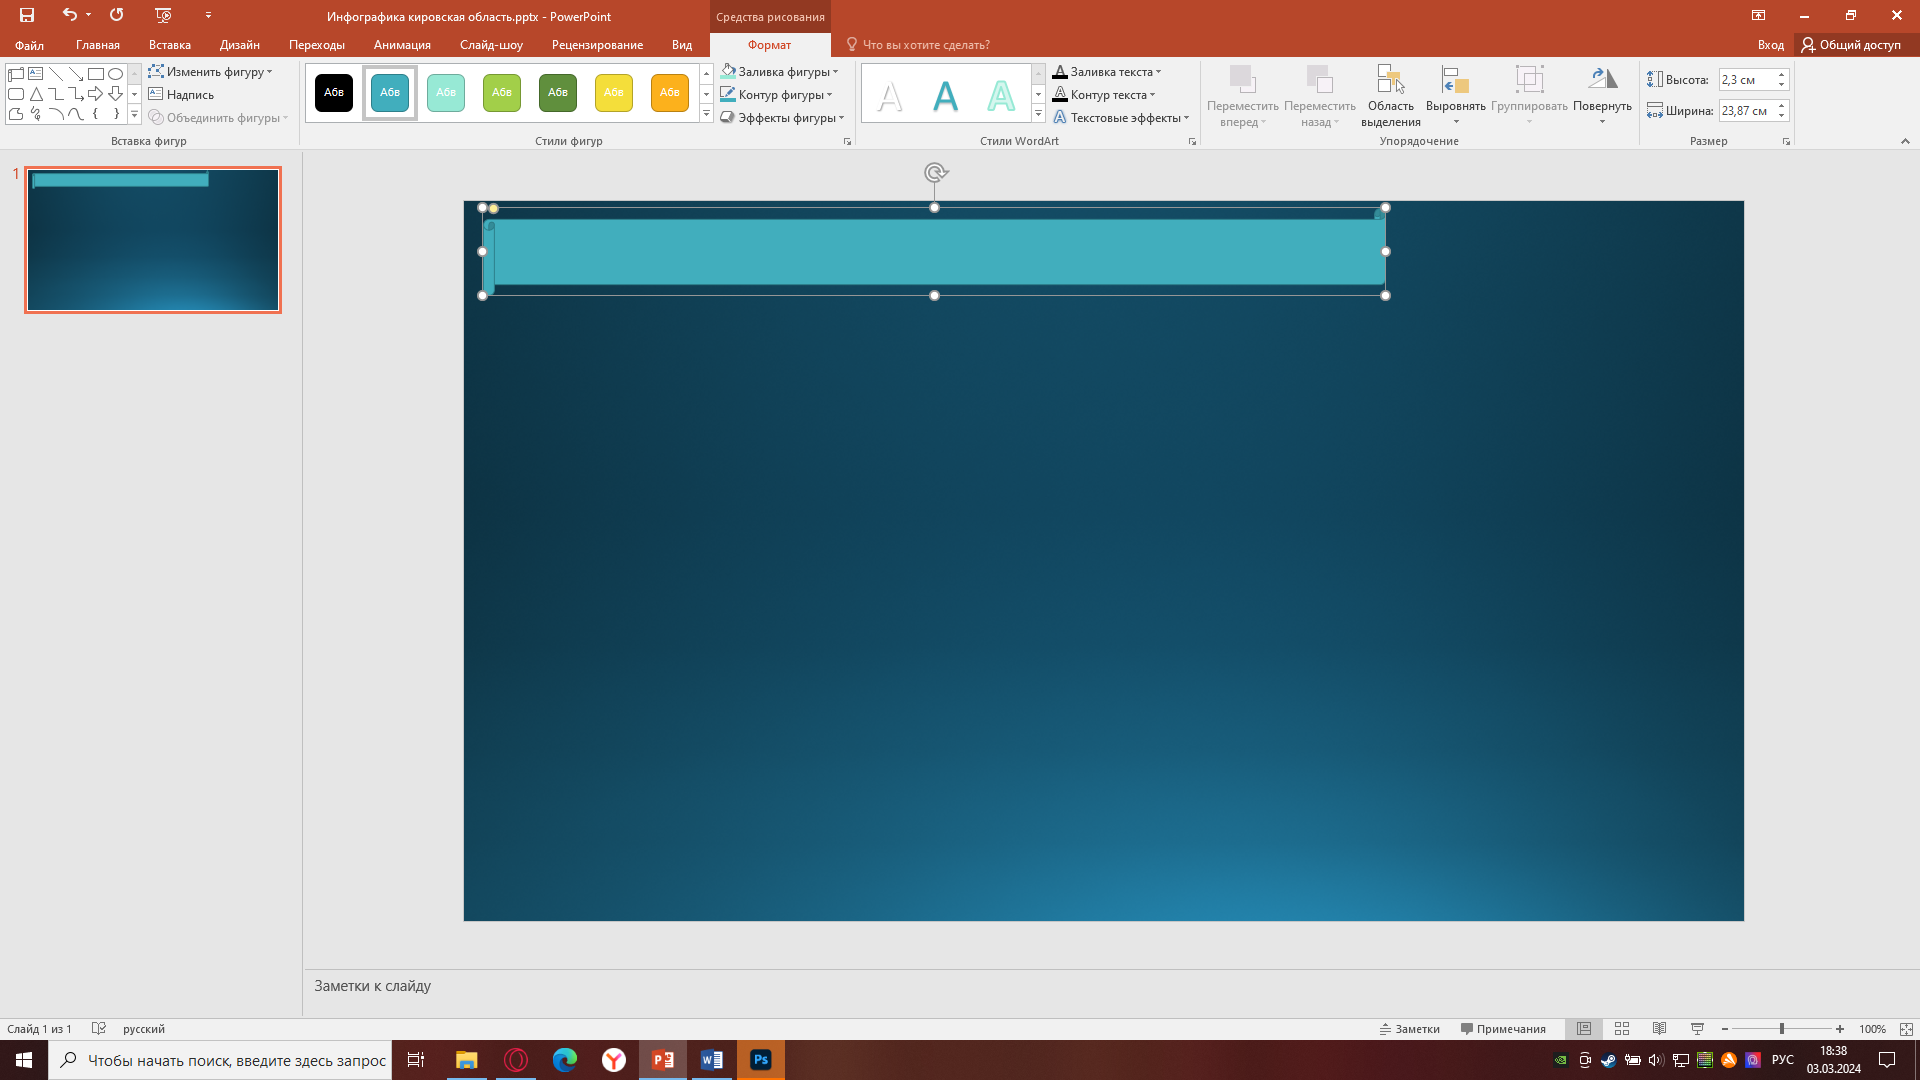 Инфографика кировская область.pptx - PowerPoint
Средства рисования
Файл Главная Вставка Дизайн Переходы Анимация Слайд-шоу Рецензирование Вид Формат Что вы хотите сделать? Вход Общий доступ
Изменить фигуру
Надпись
Объединить фигуры
Вставка фигур
Абв Абв Абв Абв Абв Абв Абв
Заливка фигуры
Контур фигуры
Эффекты фигуры
Стили фигур
A A A
Заливка текста
Контур текста
Текстовые эффекты
Стили WordArt
Переместить вперед
Переместить назад
Область выделения
Выровнять
Группировать
Повернуть
Упорядочение
Высота: 2,3 см
Ширина: 23,87 см
Размер
1
Заметки к слайду
Слайд 1 из 1 русский Заметки Примечания 100%
Чтобы начать поиск, введите здесь запрос
Ps
РУС
18:38
03.03.2024